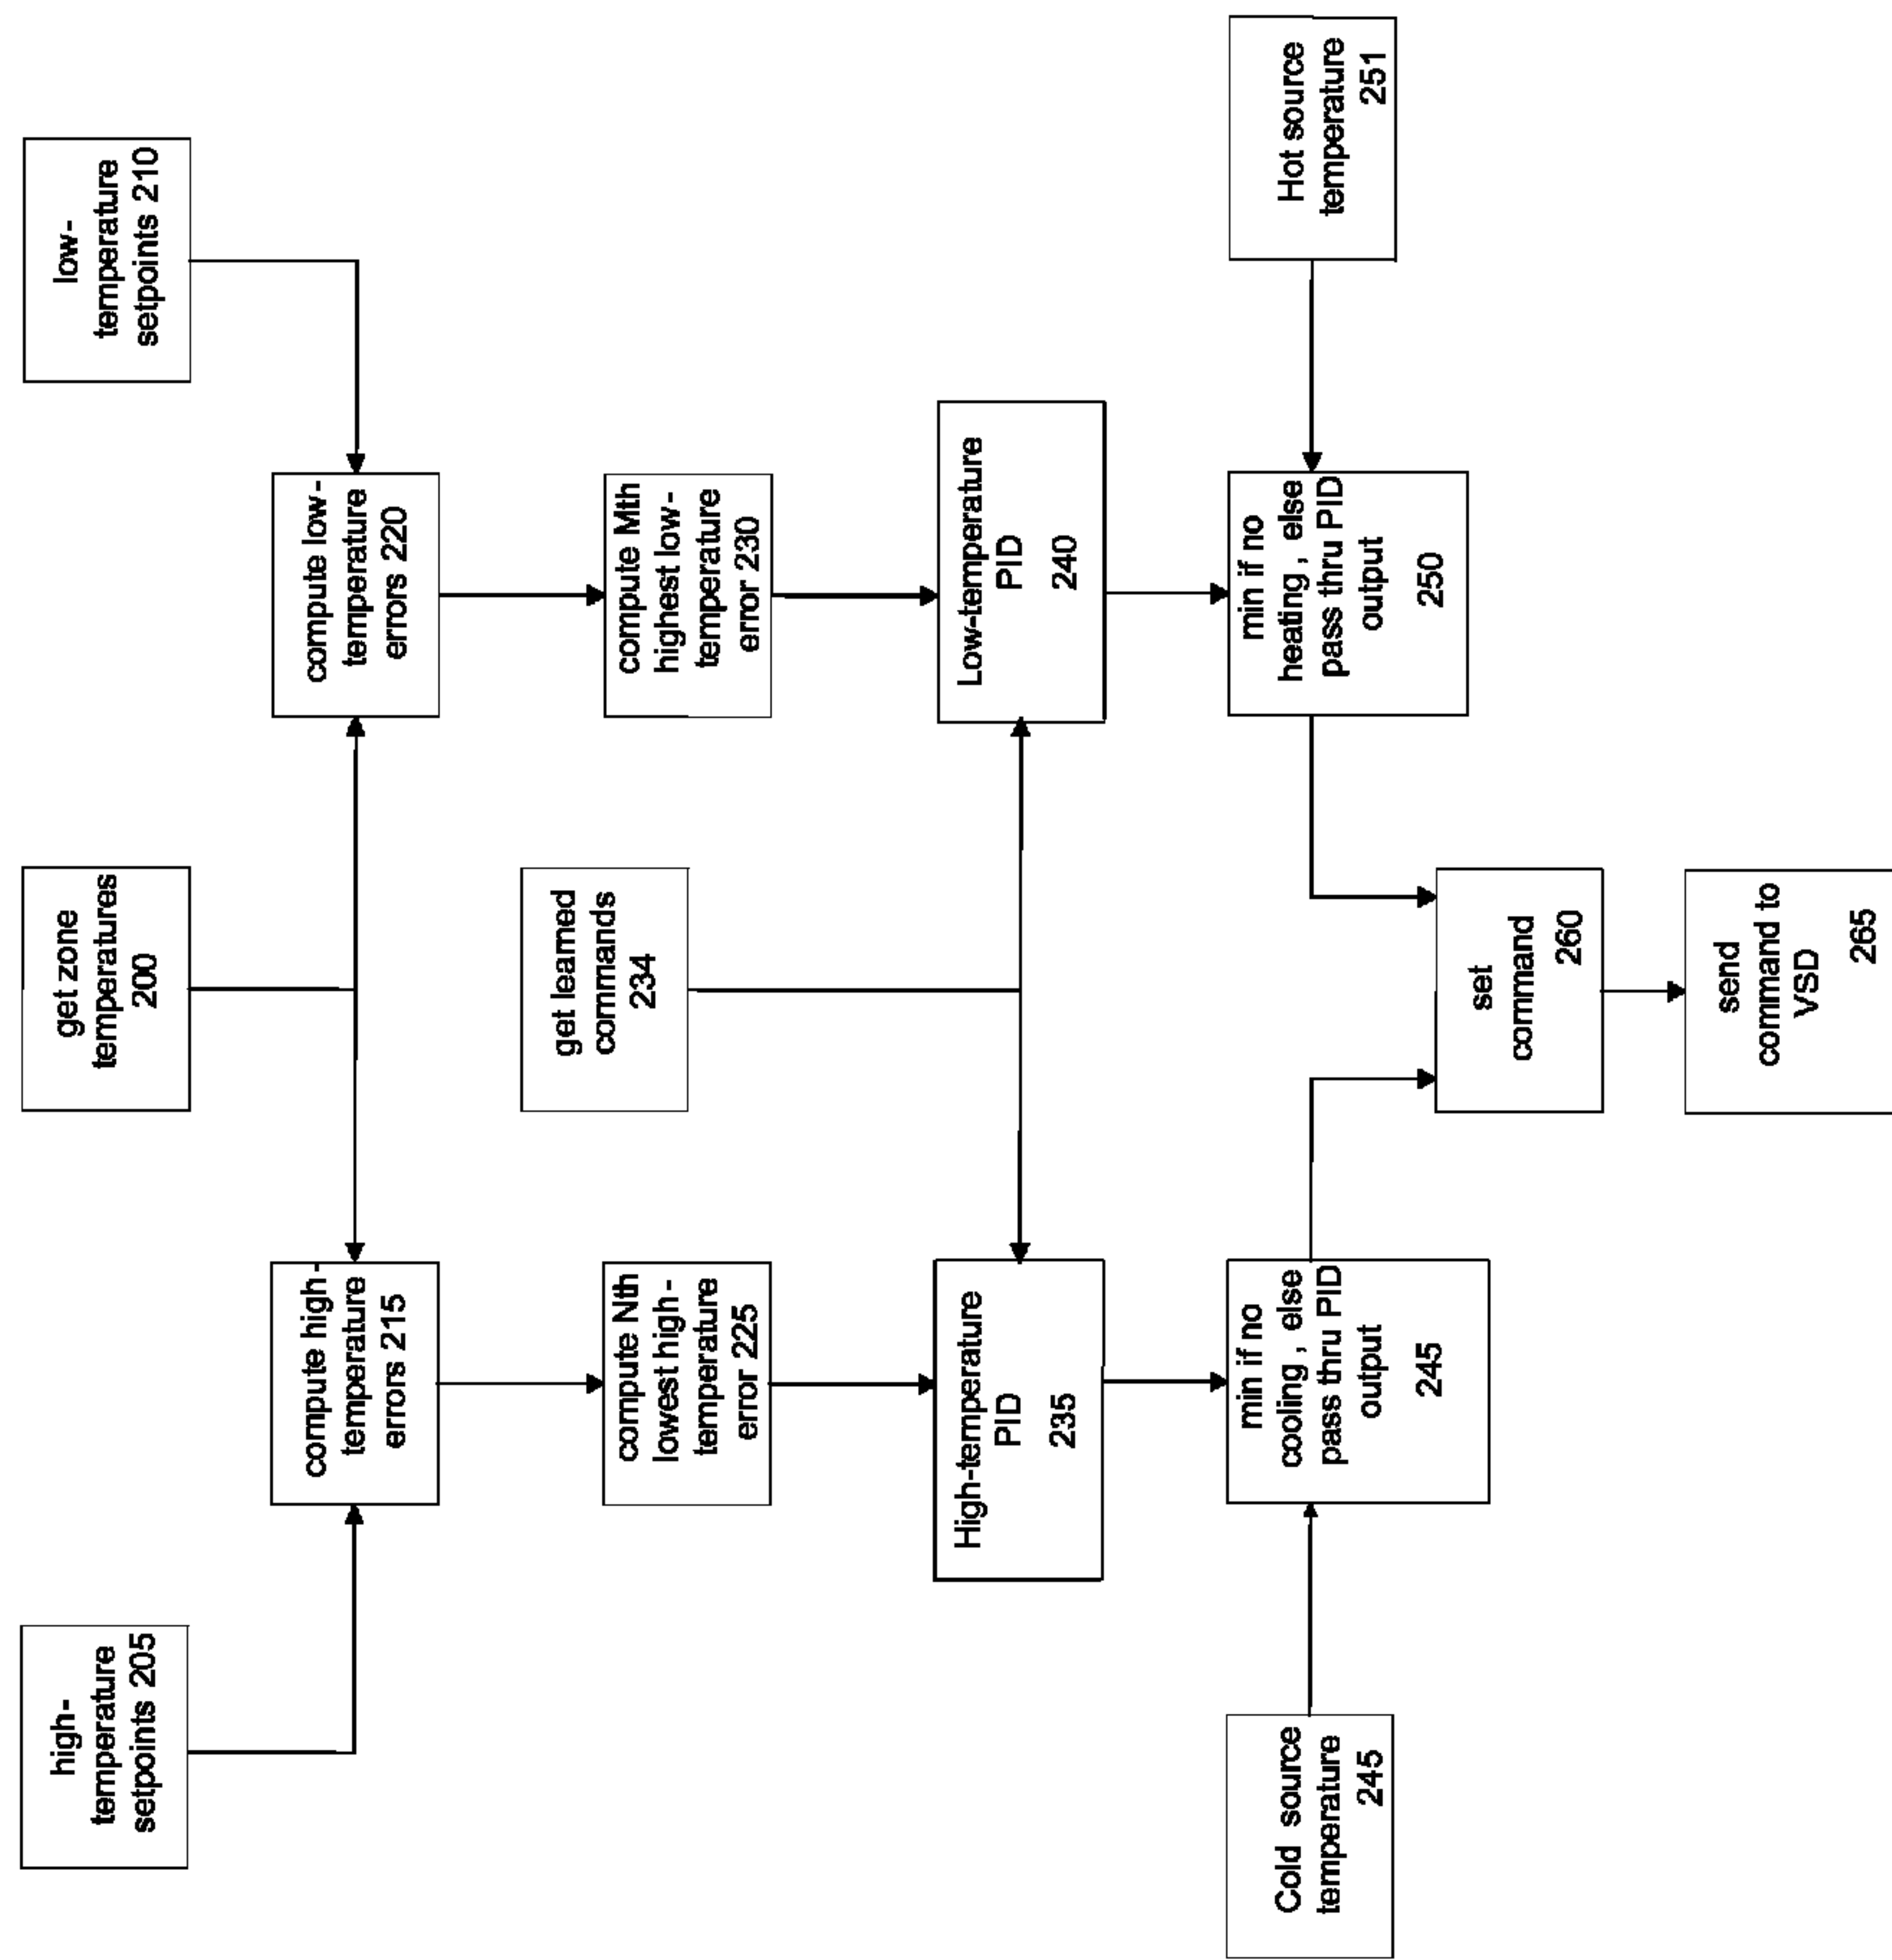 high-
temperature
setpoints 205
get zone
temperatures
200
low-
temperature
setpoints 210
compute high-
temperature
errors 215
compute low-
temperature
errors 220
compute Nth
lowest high-
temperature
error 225
get learned
commands
234
compute Mth
highest low-
temperature
error 230
High-temperature
PID
235
Low-temperature
PID
240
Cold source
temperature
245
min if no
cooling, else
pass thru PID
output
245
min if no
heating, else
pass thru PID
output
250
Hot source
temperature
251
set
command
260
send
command to
VSD
265